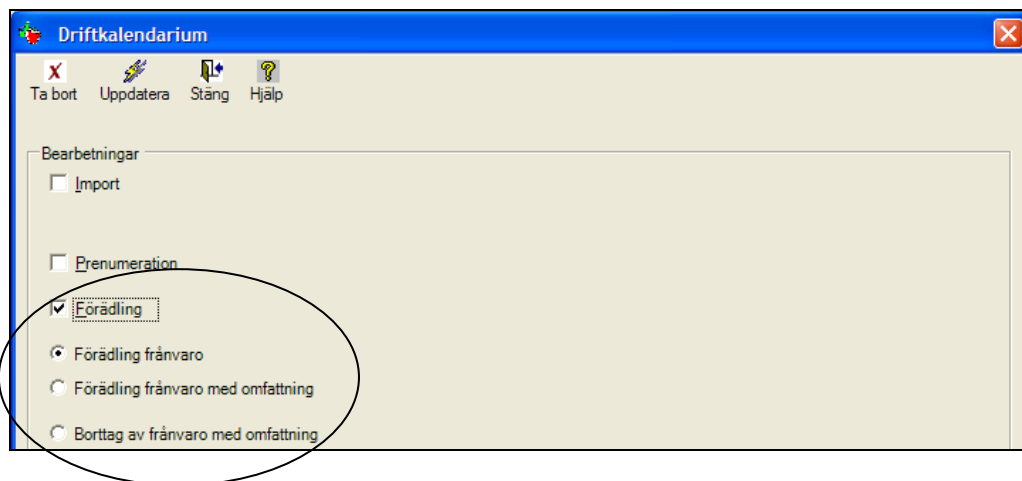 Driftkalendarium
Ta bort Uppdatera Stäng Hjälp
Bearbetningar
Import
Prenumeration
Förädling
Förädling frånvaro
Förädling frånvaro med omfattning
Borttag av frånvaro med omfattning